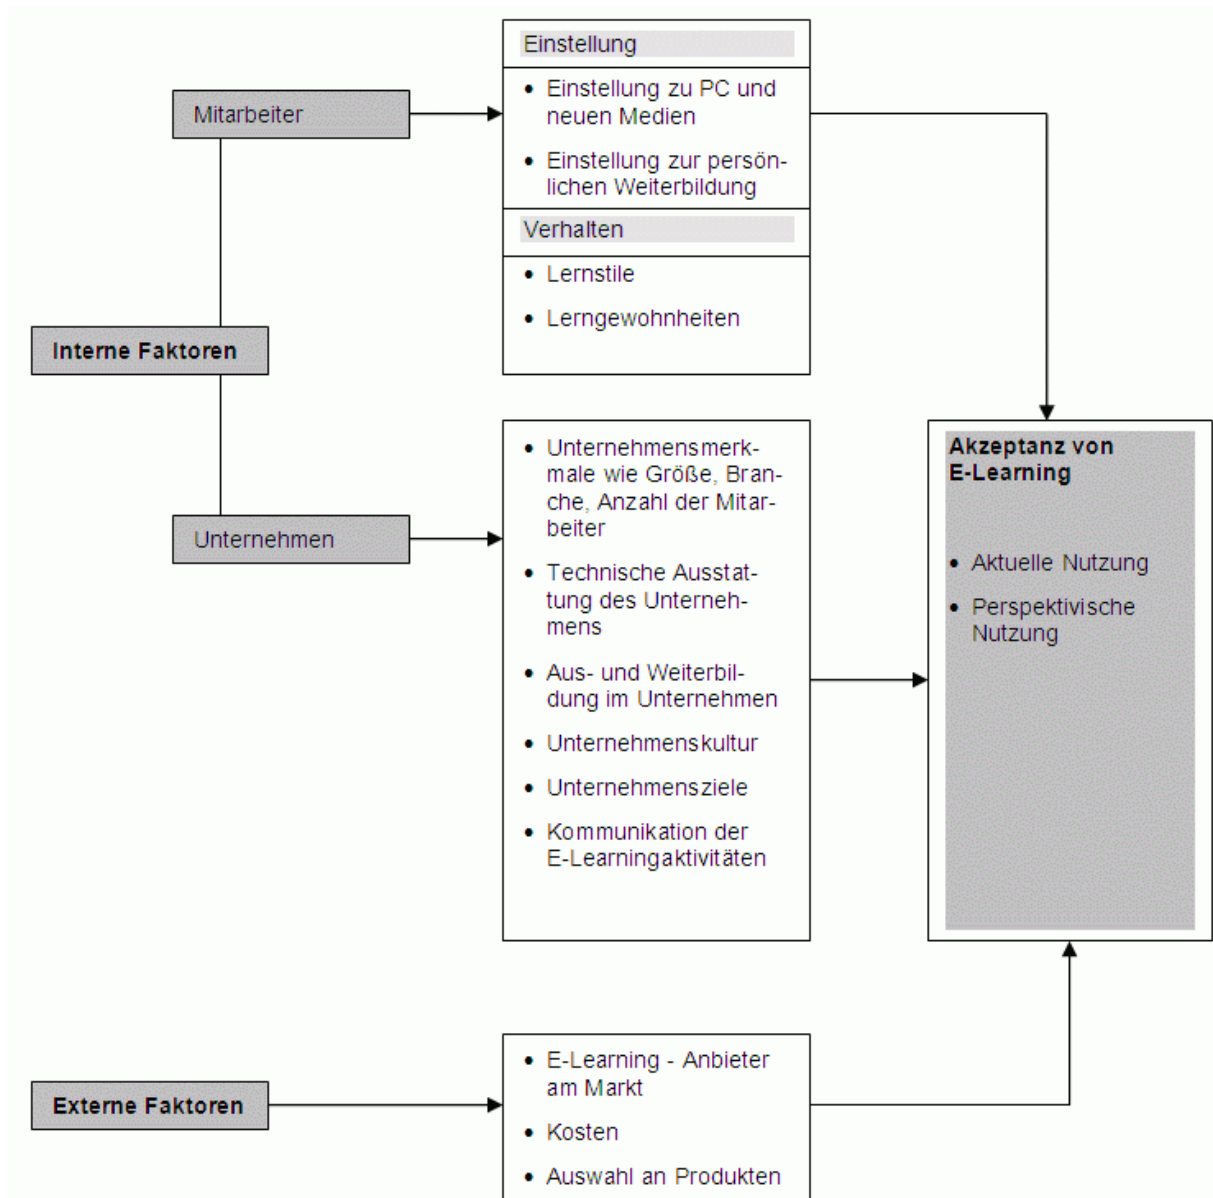 Einstellung
• Einstellung zu PC und
neuen Medien
• Einstellung zur persön-
lichen Weiterbildung
Verhalten
• Lernstile
• Lerngewohnheiten
Mitarbeiter
Interne Faktoren
Unternehmen
• Unternehmensmerk-
male wie Größe, Bran-
che, Anzahl der Mitar-
beiter
• Technische Ausstat-
tung des Unterneh-
mens
• Aus- und Weiterbil-
dung im Unternehmen
• Unternehmenskultur
• Unternehmensziele
• Kommunikation der
E-Learningaktivitäten
Akzeptanz von
E-Learning
• Aktuelle Nutzung
• Perspektivische
Nutzung
Externe Faktoren
• E-Learning - Anbieter
am Markt
• Kosten
• Auswahl an Produkten